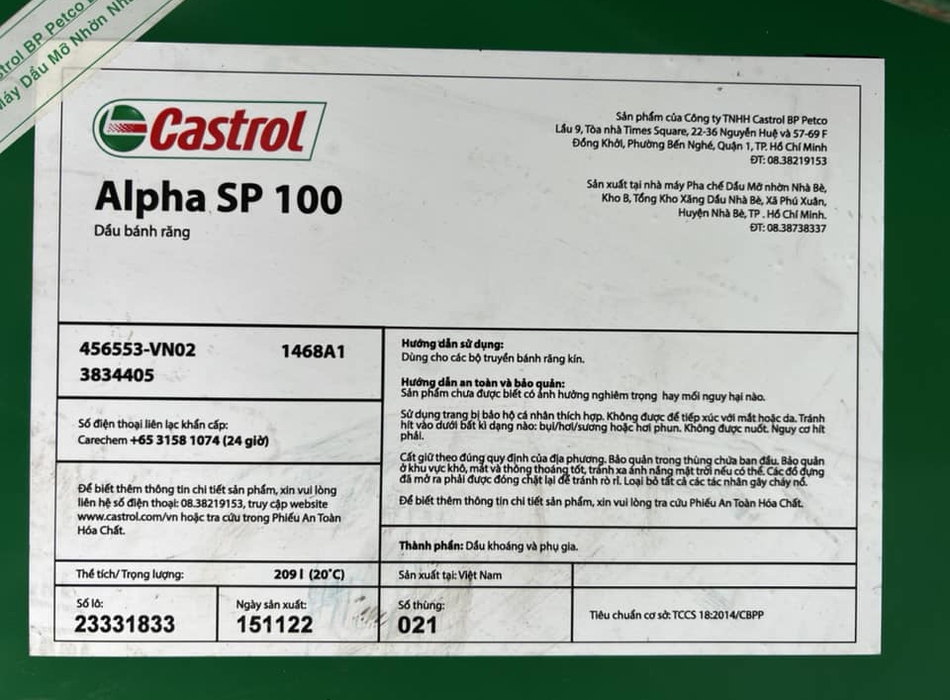 Castrol BP Petco
Máy Dầu Mỡ Nhờn Nhà
Castrol
Alpha SP 100
Dầu bánh răng
Sản phẩm của Công ty TNHH Castrol BP Petco
Lầu 9, Tòa nhà Times Square, 22-36 Nguyễn Huệ và 57-69 F
Đồng Khởi, Phường Bến Nghé, Quận 1, TP. Hồ Chí Minh
ĐT: 08.38219153
Sản xuất tại nhà máy Pha chế Dầu Mỡ nhờn Nhà Bè,
Kho B, Tổng Kho Xăng Dầu Nhà Bè, Xã Phú Xuân,
Huyện Nhà Bè, TP . Hồ Chí Minh.
ĐT: 08.38738337
456553-VN02 1468A1
3834405
Số điện thoại liên lạc khẩn cấp:
Carechem +65 3158 1074 (24 giờ)
Để biết thêm thông tin chi tiết sản phẩm, xin vui lòng
liên hệ số điện thoại: 08.38219153, truy cập website
www.castrol.com/vn hoặc tra cứu trong Phiếu An Toàn
Hóa Chất.
Thể tích/ Trọng lượng: 209 l (20°C)
Số lô:
23331833
Ngày sản xuất:
151122
Hướng dẫn sử dụng:
Dùng cho các bộ truyền bánh răng kín.
Hướng dẫn an toàn và bảo quản:
Sản phẩm chưa được biết có ảnh hưởng nghiêm trọng hay mối nguy hại nào.
Sử dụng trang bị bảo hộ cá nhân thích hợp. Không được để tiếp xúc với mắt hoặc da. Tránh
hít vào dưới bất kì dạng nào: bụi/hơi/sương hoặc hơi phun. Không được nuốt. Nguy cơ hít
phải.
Cất giữ theo đúng quy định của địa phương. Bảo quản trong thùng chứa ban đầu. Bảo quản
ở khu vực khô, mát và thông thoáng tốt, tránh xa ánh nắng mặt trời nếu có thể. Các đồ đựng
đã mở ra phải được đóng chặt lại để tránh rò rỉ. Loại bỏ tất cả các tác nhân gây cháy nổ.
Để biết thêm thông tin chi tiết sản phẩm, xin vui lòng tra cứu Phiếu An Toàn Hóa Chất.
Thành phần: Dầu khoáng và phụ gia.
Sản xuất tại: Việt Nam
Số thùng:
021
Tiêu chuẩn cơ sở: TCCS 18:2014/CBPP